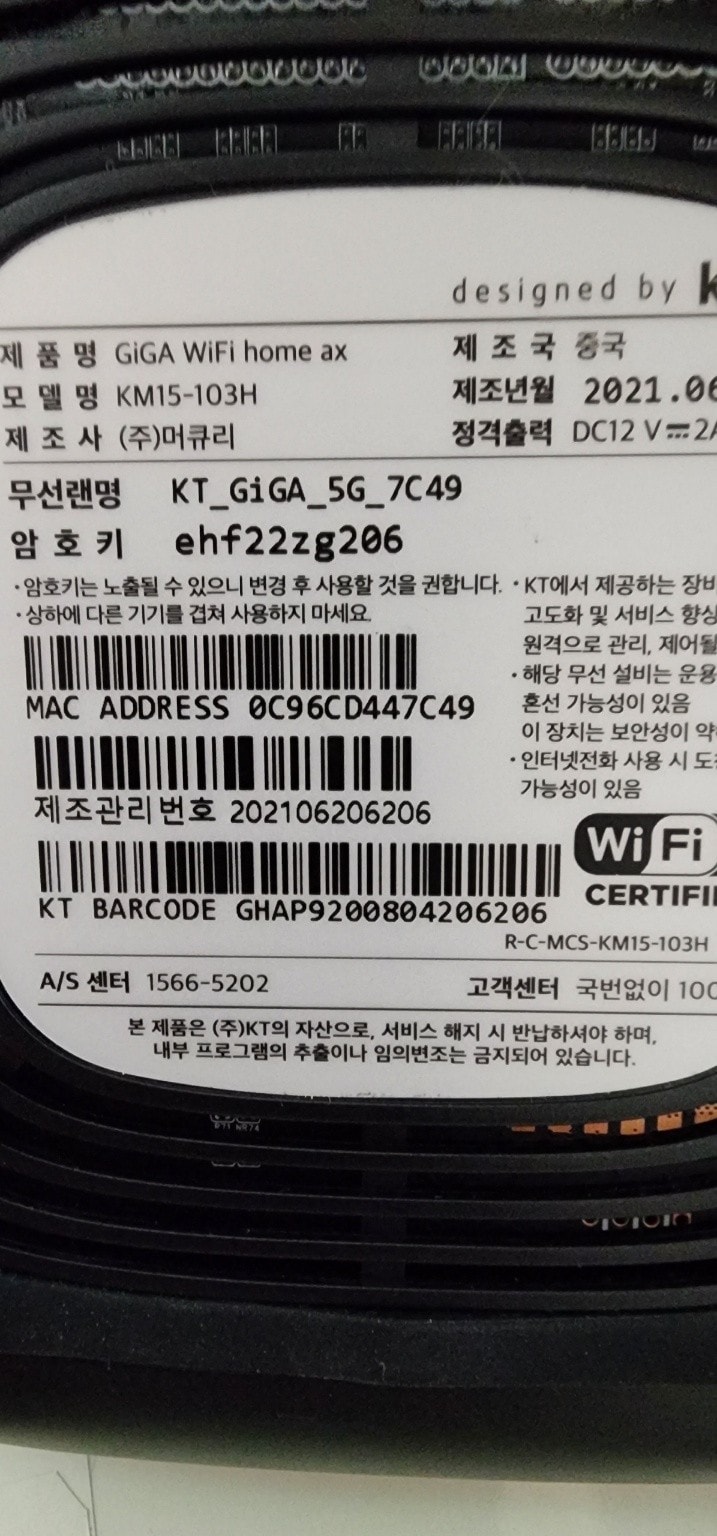 designed by
제 품 명 GiGA WiFi home ax
제 조 국 중국
모 델 명 KM15-103H
제조년월 2021.06
제 조 사 (주)머큐리
정격출력 DC12 V 2A
무선랜명 KT_GiGA_5G_7C49
암 호 키 ehf22zg206
·암호키는 노출될 수 있으니 변경 후 사용할 것을 권합니다.
·상하에 다른 기기를 겹쳐 사용하지 마세요.
·KT에서 제공하는 장비
고도화 및 서비스 향상
원격으로 관리, 제어될
·해당 무선 설비는 운용
혼선 가능성이 있음
이 장치는 보안성이
·인터넷전화 사용 시
가능성이 있음
MAC ADDRESS 0C96CD447C49
제조관리번호 202106206206
KT BARCODE GHAP9200804206206
WiFi
CERTIFI
R-C-MCS-KM15-103H
A/S 센터 1566-5202
고객센터 국번없이 100
본 제품은 (주)KT의 자산으로, 서비스 해지 시 반납하셔야 하며,
내부 프로그램의 추출이나 임의변조는 금지되어 있습니다.